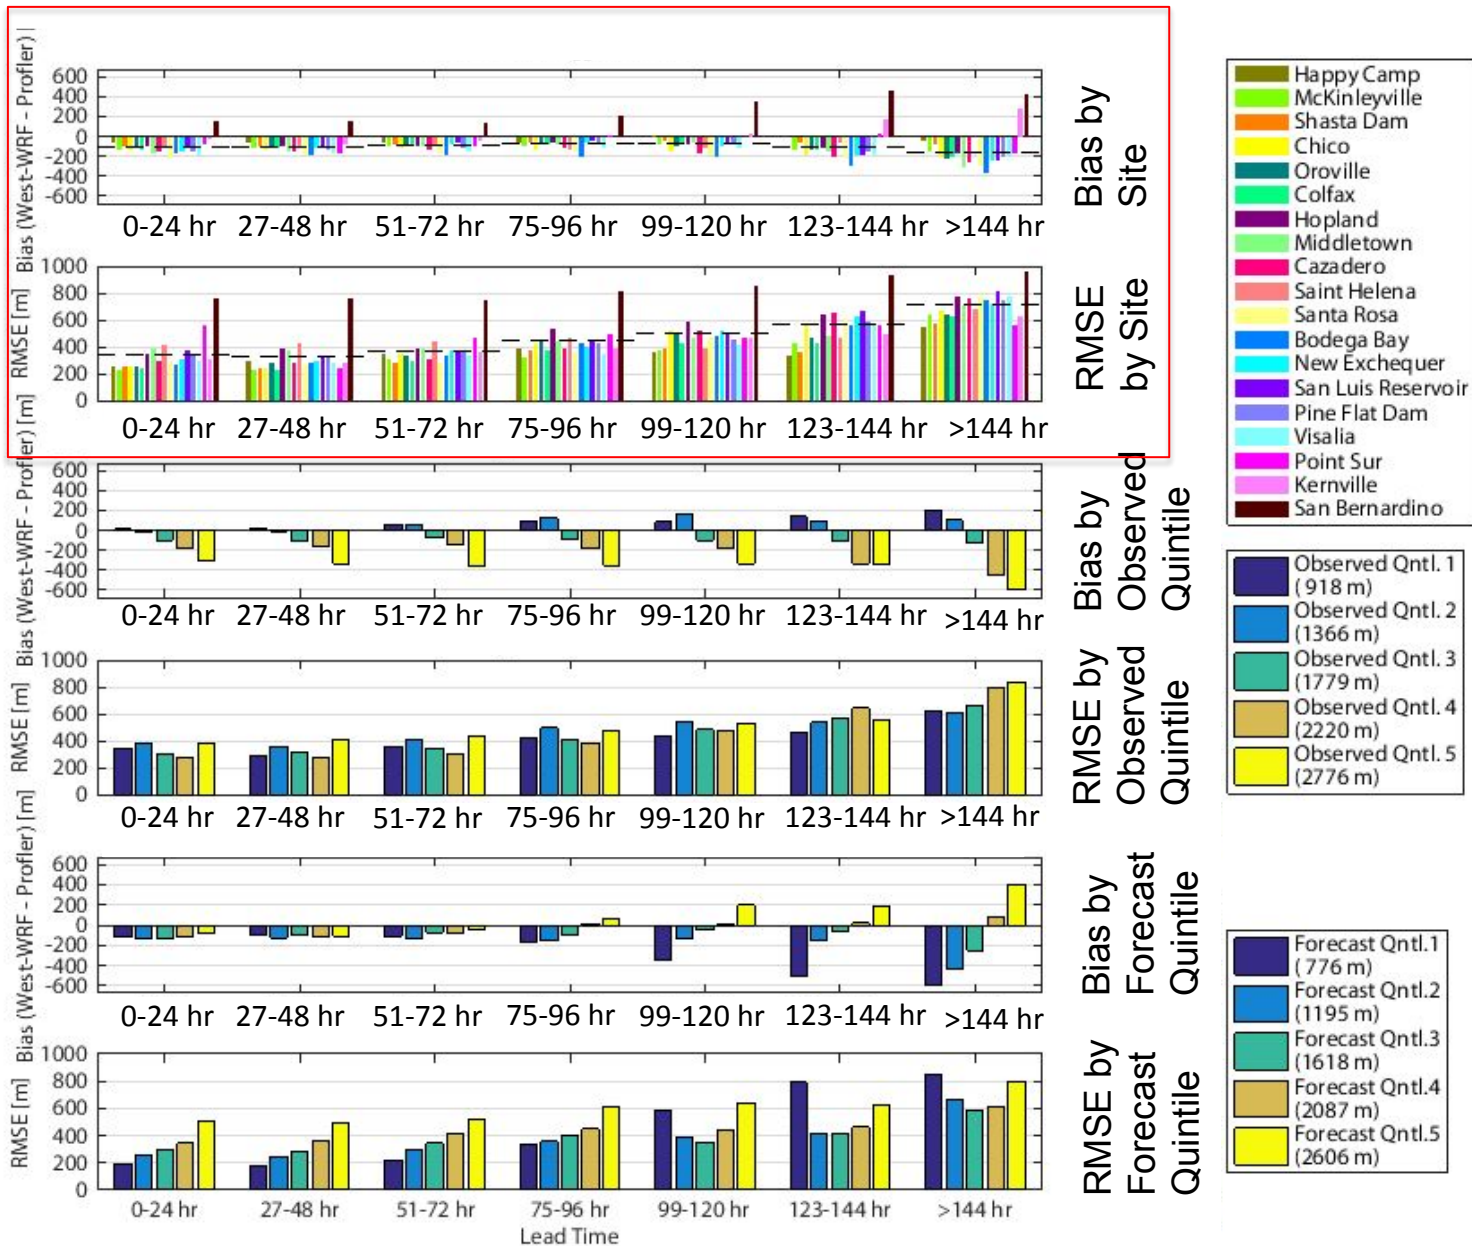 Bias (West-WRF - Profler) |
600
400
200
0
-200
-400
-600
0-24 hr 27-48 hr 51-72 hr 75-96 hr 99-120 hr 123-144 hr >144 hr
Bias by
Site
RMSE [m]
1000
800
600
400
200
0
0-24 hr 27-48 hr 51-72 hr 75-96 hr 99-120 hr 123-144 hr >144 hr
RMSE
by Site
Bias (West-WRF - Profler) [m]
600
400
200
0
-200
-400
-600
0-24 hr 27-48 hr 51-72 hr 75-96 hr 99-120 hr 123-144 hr >144 hr
Bias by
Observed
Quintile
RMSE [m]
1000
800
600
400
200
0
0-24 hr 27-48 hr 51-72 hr 75-96 hr 99-120 hr 123-144 hr >144 hr
RMSE by
Observed
Quintile
Bias (West-WRF - Profler) [m]
600
400
200
0
-200
-400
-600
0-24 hr 27-48 hr 51-72 hr 75-96 hr 99-120 hr 123-144 hr >144 hr
Bias by
Forecast
Quintile
RMSE [m]
1000
800
600
400
200
0
0-24 hr 27-48 hr 51-72 hr 75-96 hr 99-120 hr 123-144 hr >144 hr
Lead Time
RMSE by
Forecast
Quintile
Happy Camp
McKinleyville
Shasta Dam
Chico
Oroville
Colfax
Hopland
Middletown
Cazadero
Saint Helena
Santa Rosa
Bodega Bay
New Exchequer
San Luis Reservoir
Pine Flat Dam
Visalia
Point Sur
Kernville
San Bernardino
Observed Qntl. 1
(918 m)
Observed Qntl. 2
(1366 m)
Observed Qntl. 3
(1779 m)
Observed Qntl. 4
(2220 m)
Observed Qntl. 5
(2776 m)
Forecast Qntl.1
(776 m)
Forecast Qntl.2
(1195 m)
Forecast Qntl.3
(1618 m)
Forecast Qntl.4
(2087 m)
Forecast Qntl.5
(2606 m)